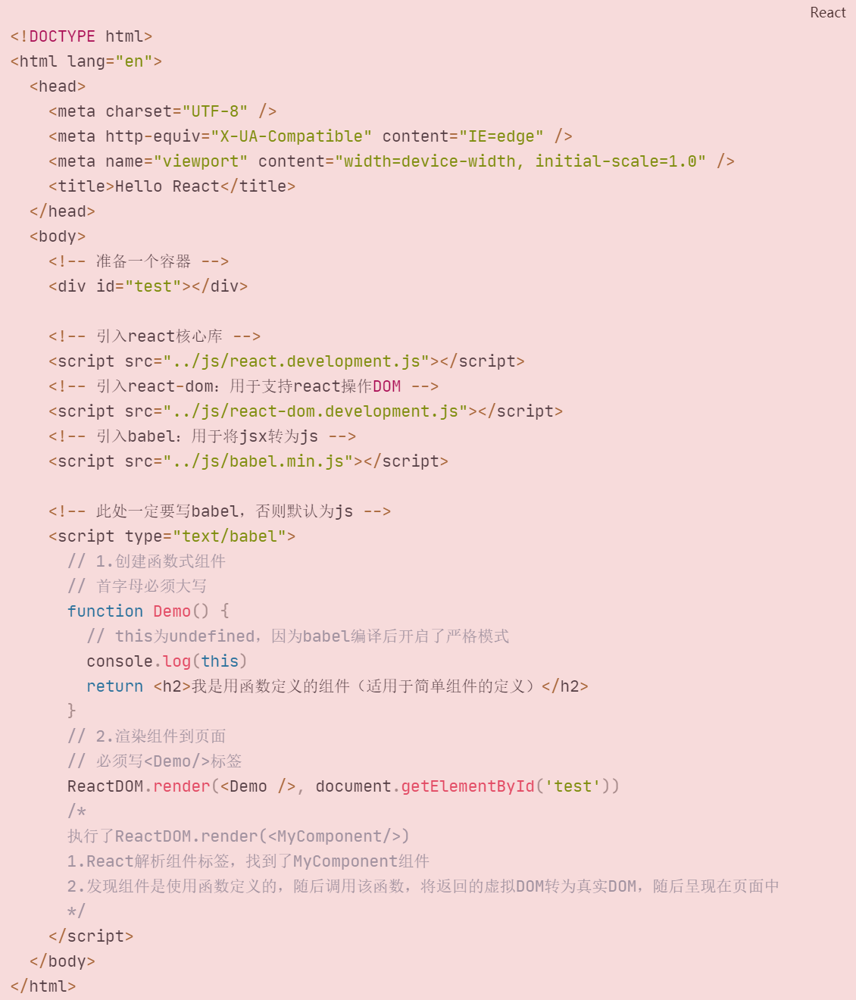 React
<!DOCTYPE html>
<html lang="en">
  <head>
    <meta charset="UTF-8" />
    <meta http-equiv="X-UA-Compatible" content="IE=edge" />
    <meta name="viewport" content="width=device-width, initial-scale=1.0" />
    <title>Hello React</title>
  </head>
  <body>
    <!-- 准备一个容器 -->
    <div id="test"></div>

    <!-- 引入react核心库 -->
    <script src="../js/react.development.js"></script>
    <!-- 引入react-dom：用于支持react操作DOM -->
    <script src="../js/react-dom.development.js"></script>
    <!-- 引入babel：用于将jsx转为js -->
    <script src="../js/babel.min.js"></script>

    <!-- 此处一定要写babel，否则默认为js -->
    <script type="text/babel">
      // 1.创建函数式组件
      // 首字母必须大写
      function Demo() {
        // this为undefined，因为babel编译后开启了严格模式
        console.log(this)
        return <h2>我是用函数定义的组件（适用于简单组件的定义）</h2>
      }
      // 2.渲染组件到页面
      // 必须写<Demo/>标签
      ReactDOM.render(<Demo />, document.getElementById('test'))
      /*
      执行了ReactDOM.render(<MyComponent/>)
      1.React解析组件标签，找到了MyComponent组件
      2.发现组件是使用函数定义的，随后调用该函数，将返回的虚拟DOM转为真实DOM，随后呈现在页面中
      */
    </script>
  </body>
</html>